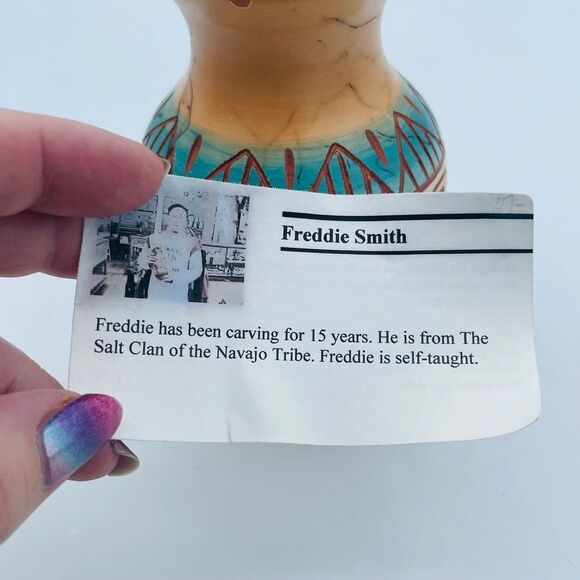 Freddie Smith
Freddie has been carving for 15 years. He is from The
Salt Clan of the Navajo Tribe. Freddie is self-taught.